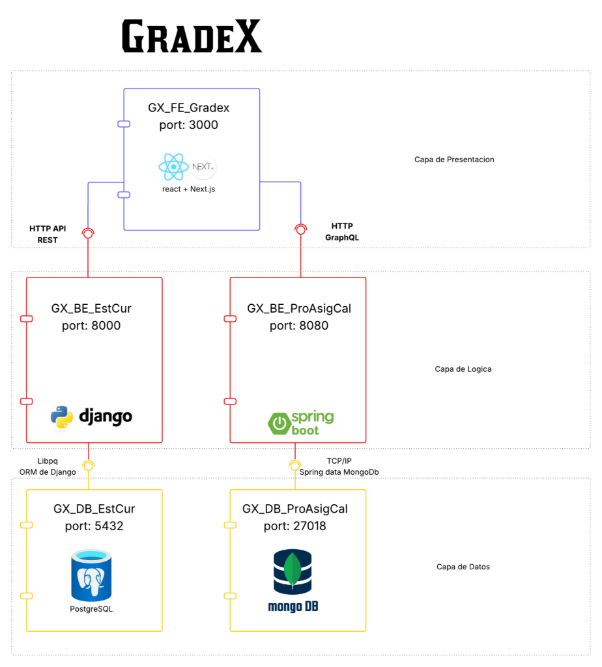 GRADEX
GX_FE_Gradex
port: 3000
NEXT.JS
react + Next.js
Capa de Presentacion
HTTP API
REST
HTTP
GraphQL
GX_BE_EstCur
port: 8000
django
GX_BE_ProAsigCal
port: 8080
spring
boot
Capa de Logica
Libpq
ORM de Django
TCP/IP
Spring data MongoDb
GX_DB_EstCur
port: 5432
PostgreSQL
GX_DB_ProAsigCal
port: 27018
mongo DB
Capa de Datos